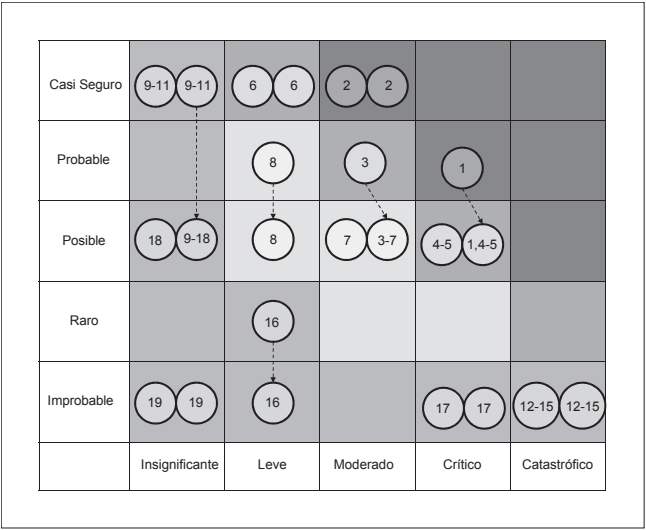 Casi Seguro 9-11 9-11 6 6 2 2
Probable 8 3 1
Posible 18 9-18 8 7 3-7 4-5 1,4-5
Raro 16
Improbable 19 19 16 17 17 12-15 12-15
Insignificante Leve Moderado Crítico Catastrófico